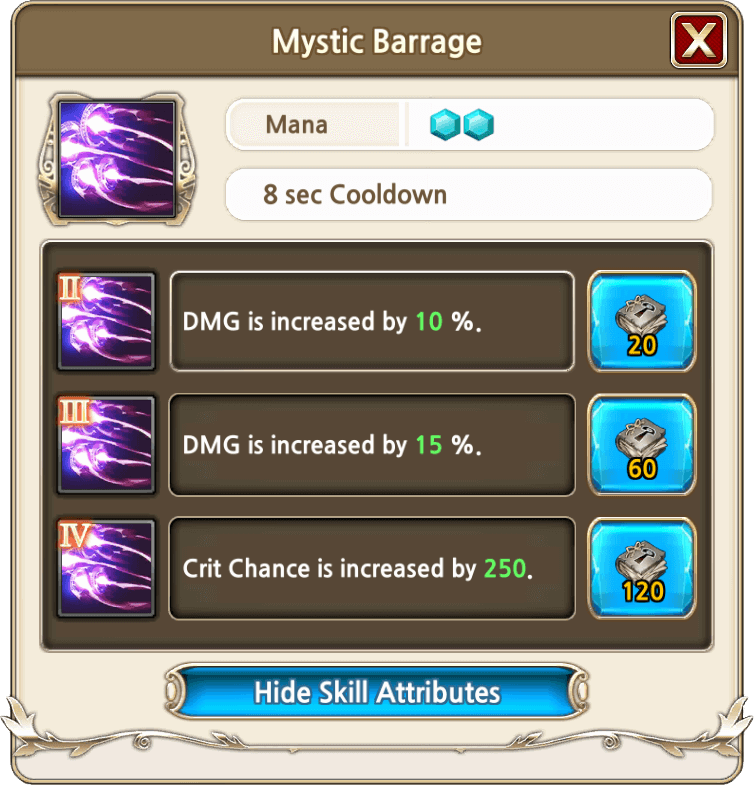 Mystic Barrage
X
Mana
8 sec Cooldown
II
DMG is increased by 10 %.
20
III
DMG is increased by 15 %.
60
IV
Crit Chance is increased by 250.
120
Hide Skill Attributes